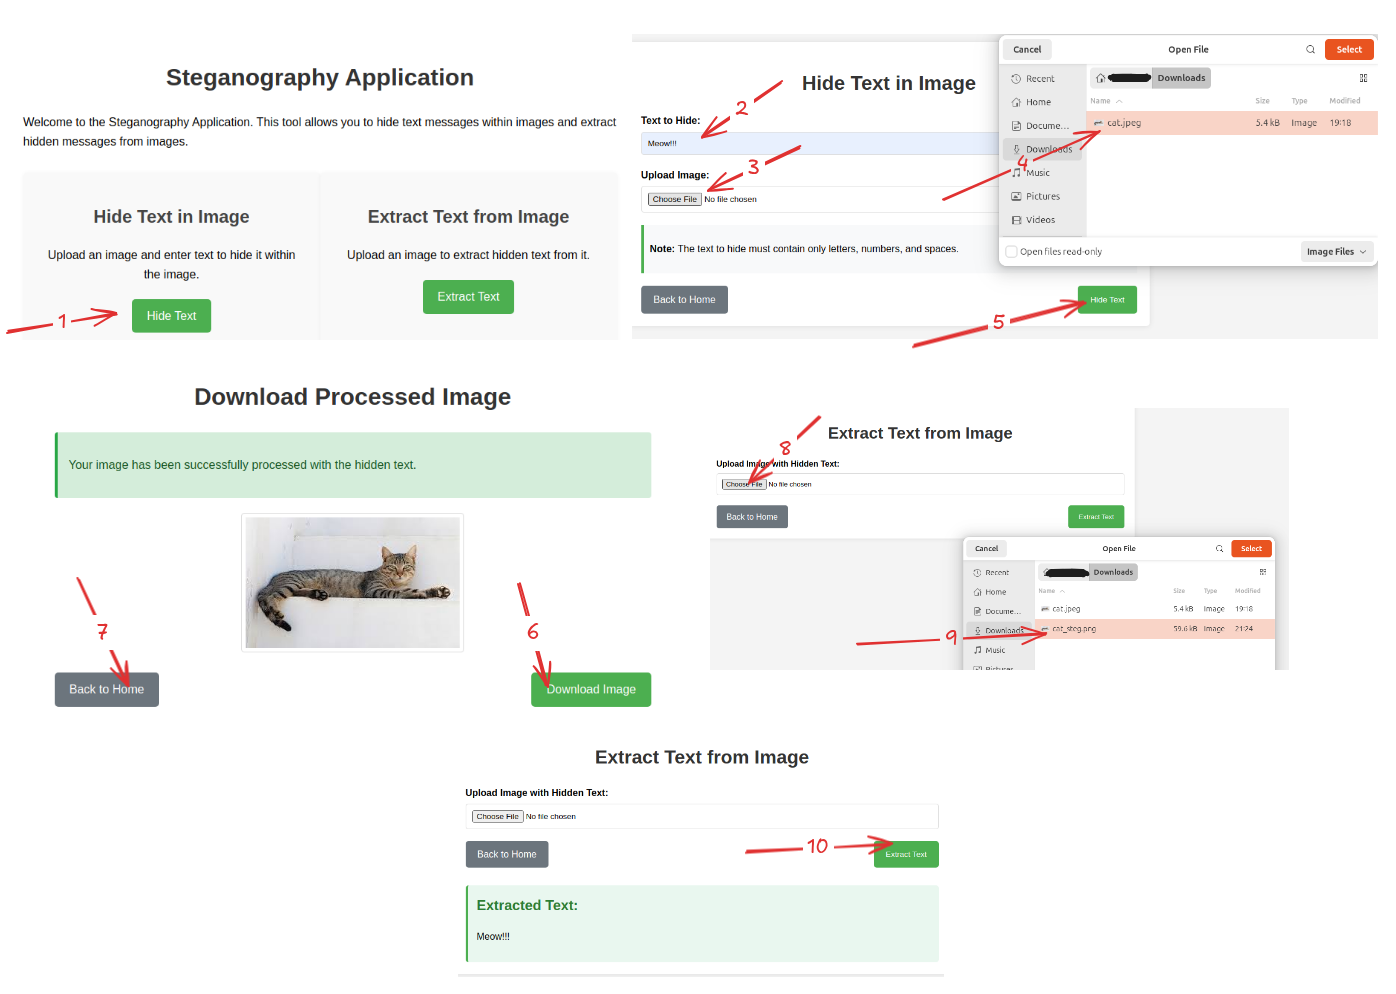 Steganography Application
Welcome to the Steganography Application. This tool allows you to hide text messages within images and extract
hidden messages from images.
Hide Text in Image
Upload an image and enter text to hide it within
the image.
Hide Text
1
Extract Text from Image
Upload an image to extract hidden text from it.
Extract Text
Hide Text in Image
2
Text to Hide:
Meow!!!
3
Upload Image:
Choose File No file chosen
Note: The text to hide must contain only letters, numbers, and spaces.
Back to Home
Hide Text
5
Cancel
Open File
Select
Recent
Home
Docume...
Downloads
Music
Pictures
Videos
Downloads
Name Size Type Modified
cat.jpeg 5.4 kB Image 19:18
4
Open files read-only
Image Files
Download Processed Image
Your image has been successfully processed with the hidden text.
7
6
Back to Home
Download Image
8
Extract Text from Image
Upload Image with Hidden Text:
Choose File No file chosen
Back to Home
Extract Text
Cancel
Open File
Select
Recent
Home
Docume...
Downloads
Music
Pictures
Downloads
Name Size Type Modified
cat.jpeg 5.4 kB Image 19:18
cat_steg.png 59.6 kB Image 21:24
9
Extract Text from Image
Upload Image with Hidden Text:
Choose File No file chosen
10
Back to Home
Extract Text
Extracted Text:
Meow!!!